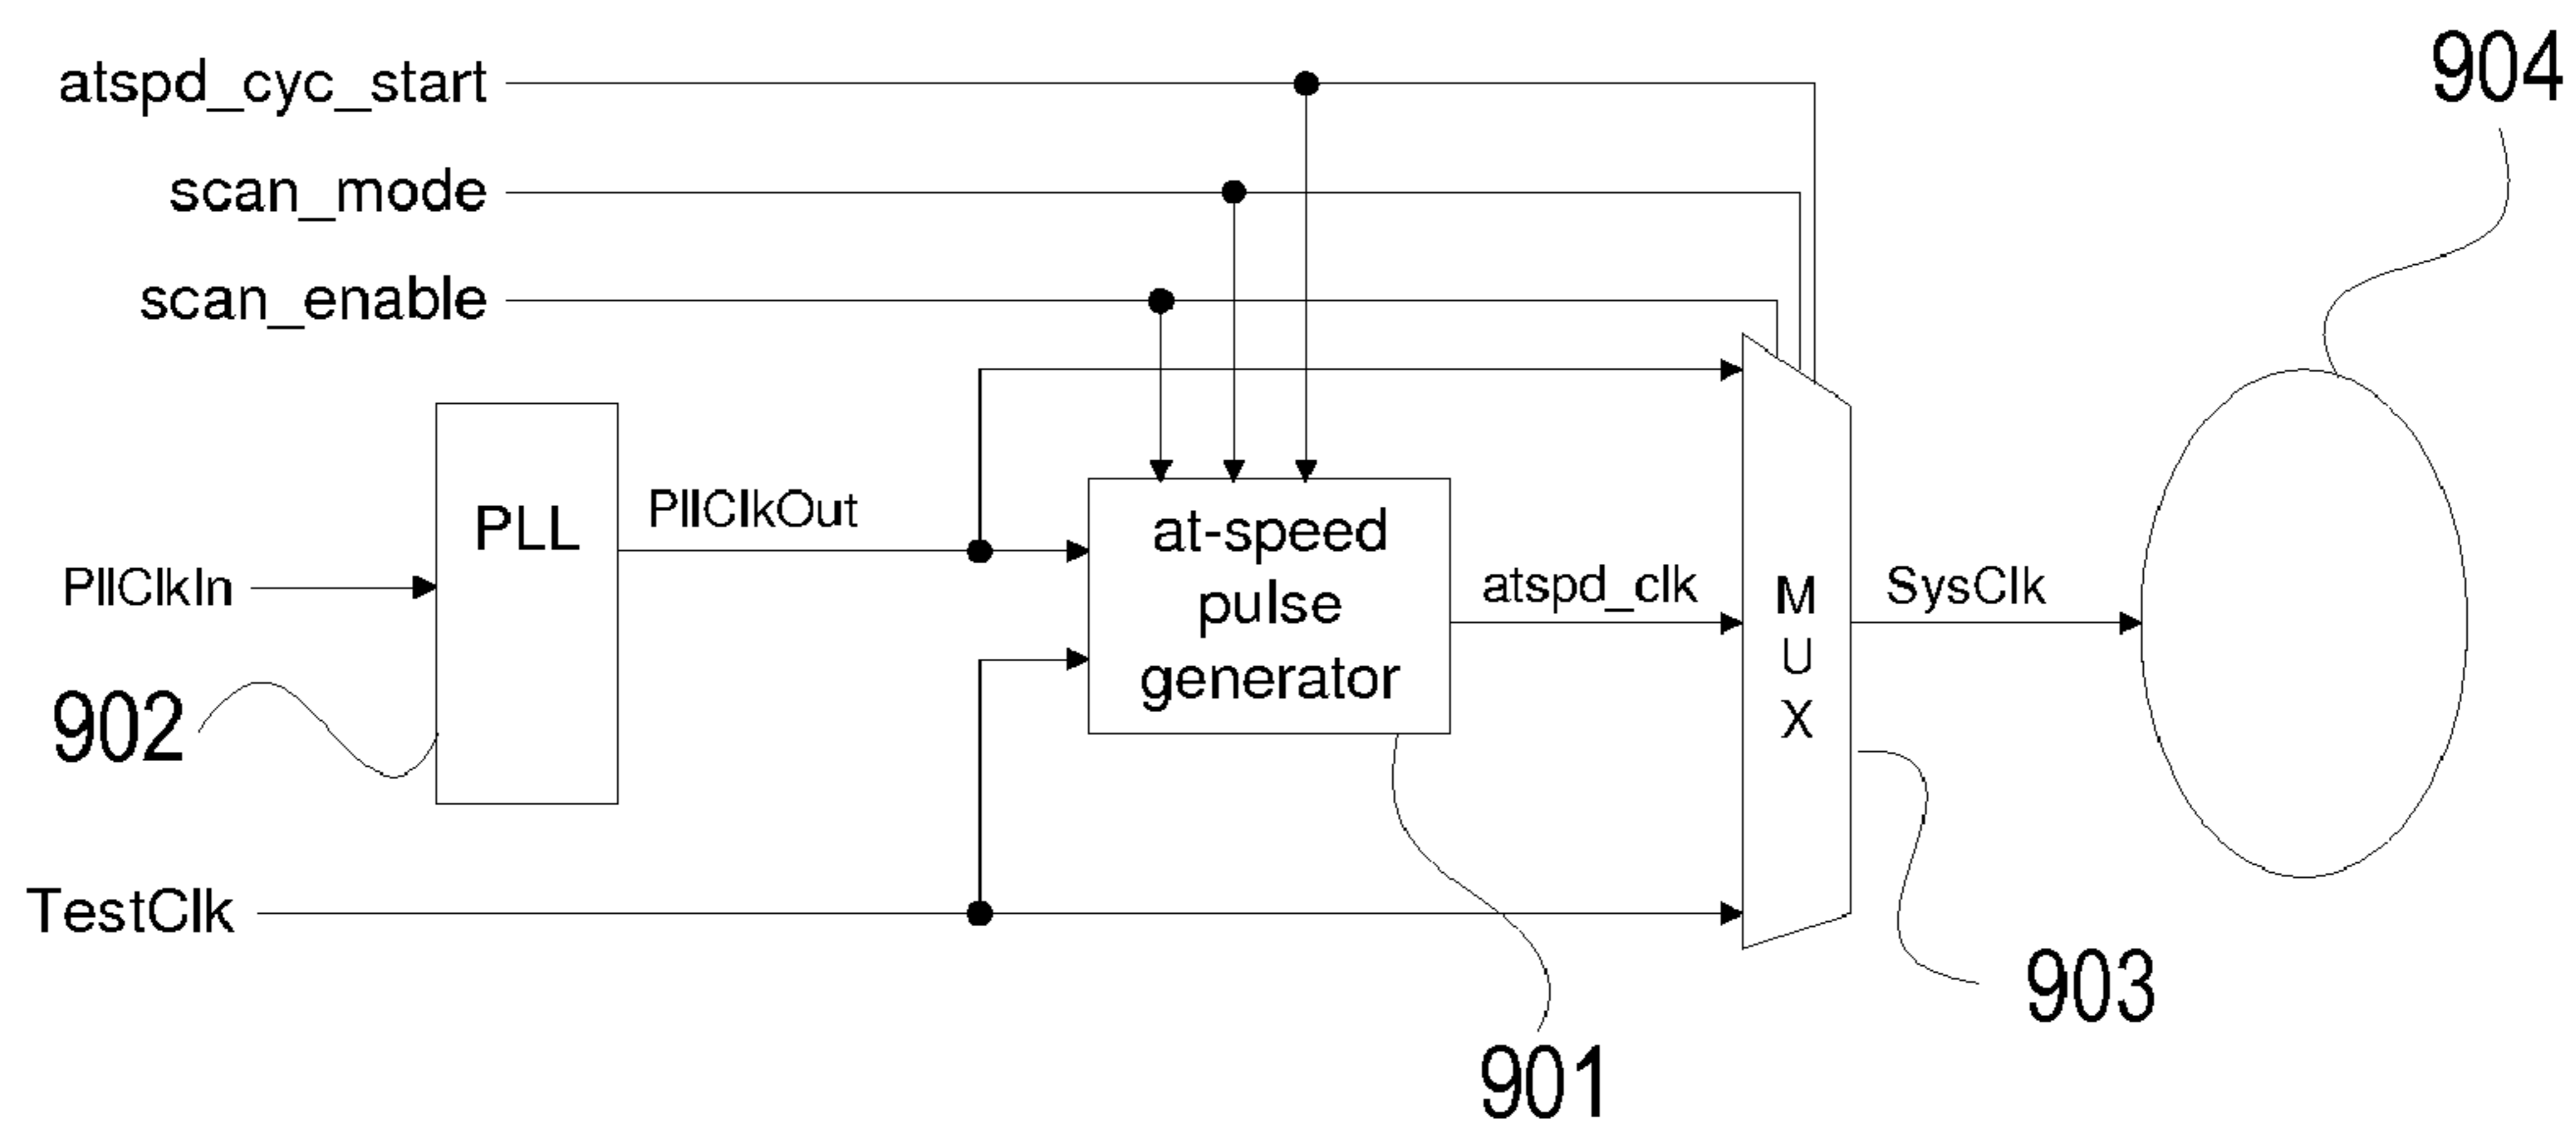 904
atspd_cyc_start
scan_mode
scan_enable
PLL
PllClkOut
PllClkIn
at-speed
pulse
generator
atspd_clk
M
U
X
SysClk
902
TestClk
903
901